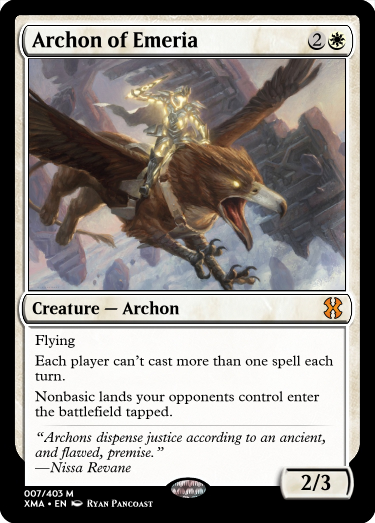 Archon of Emeria 2
Creature — Archon
Flying
Each player can't cast more than one spell each
turn.
Nonbasic lands your opponents control enter
the battlefield tapped.
“Archons dispense justice according to an ancient,
and flawed, premise.”
—Nissa Revane
2/3
007/403 M
XMA • EN Ryan Pancoast